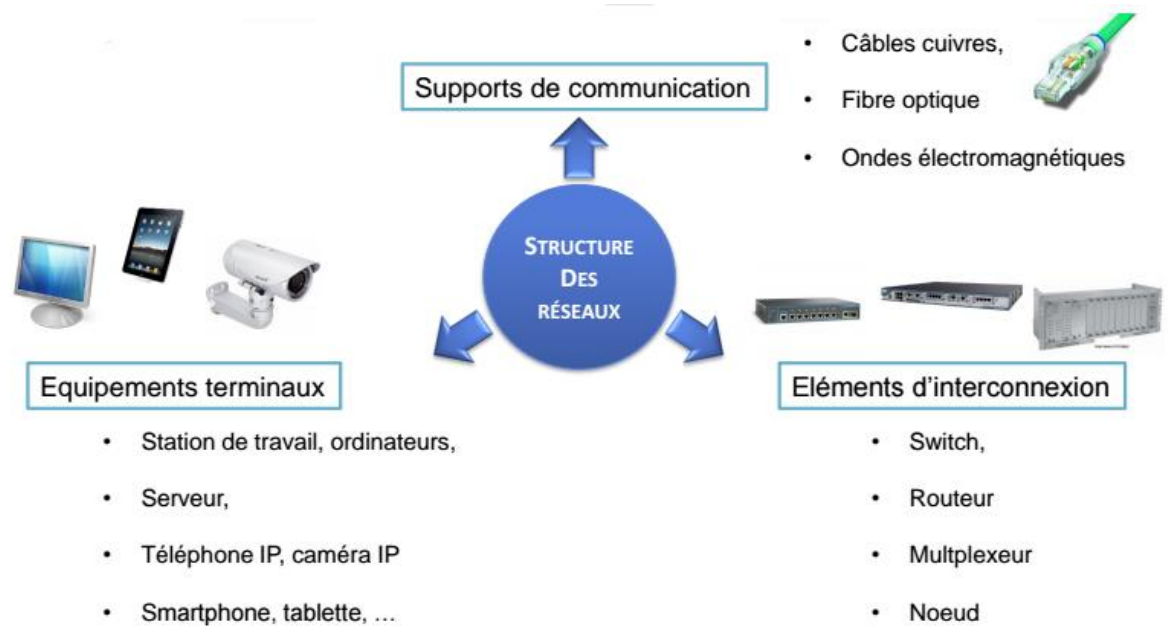 Supports de communication
• Câbles cuivres,
• Fibre optique
• Ondes électromagnétiques
STRUCTURE
DES
RÉSEAUX
Equipements terminaux
• Station de travail, ordinateurs,
• Serveur,
• Téléphone IP, caméra IP
• Smartphone, tablette, …
Eléments d’interconnexion
• Switch,
• Routeur
• Multplexeur
• Noeud